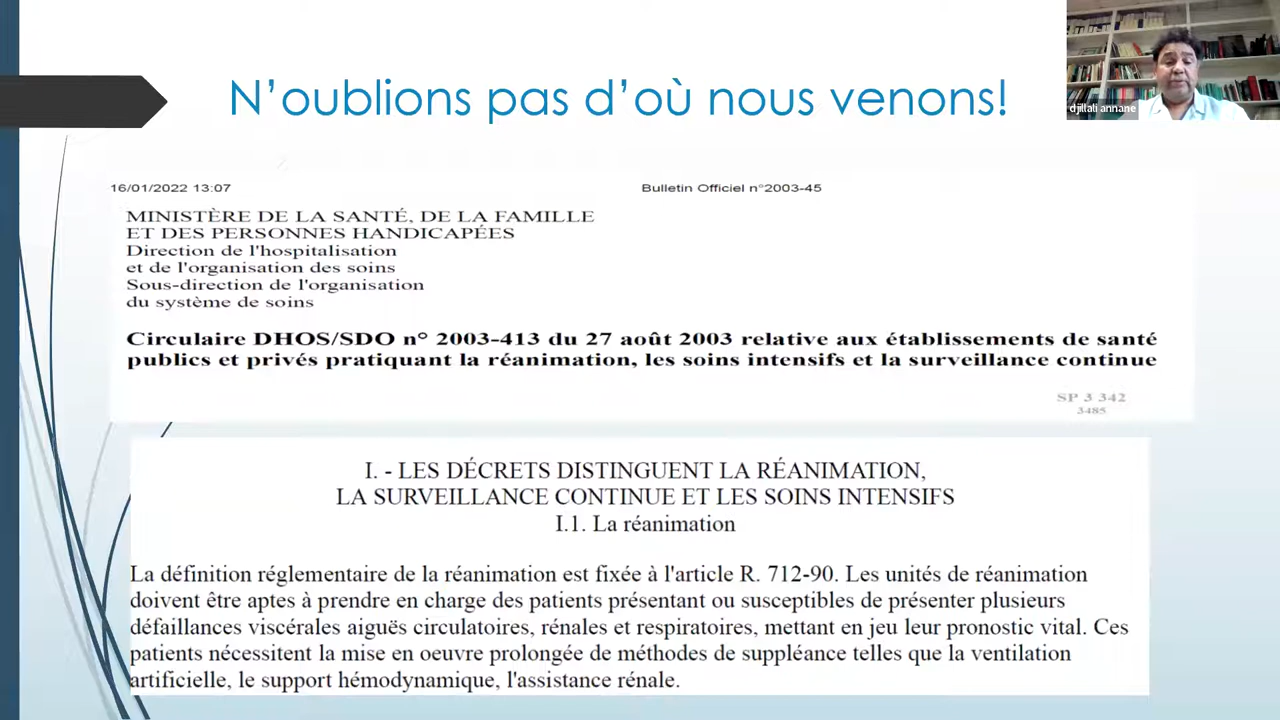 N'oublions pas d'où nous venons!
djillali annane
16/01/2022 13:07
Bulletin Officiel n°2003-45
MINISTÈRE DE LA SANTÉ, DE LA FAMILLE
ET DES PERSONNES HANDICAPÉES
Direction de l'hospitalisation
et de l'organisation des soins
Sous-direction de l'organisation
du système de soins
Circulaire DHOS/SDO n° 2003-413 du 27 août 2003 relative aux établissements de santé
publics et privés pratiquant la réanimation, les soins intensifs et la surveillance continue
SP 3 342
3485
I. - LES DÉCRETS DISTINGUENT LA RÉANIMATION,
LA SURVEILLANCE CONTINUE ET LES SOINS INTENSIFS
I.1. La réanimation
La définition réglementaire de la réanimation est fixée à l'article R. 712-90. Les unités de réanimation
doivent être aptes à prendre en charge des patients présentant ou susceptibles de présenter plusieurs
défaillances viscérales aiguës circulatoires, rénales et respiratoires, mettant en jeu leur pronostic vital. Ces
patients nécessitent la mise en oeuvre prolongée de méthodes de suppléance telles que la ventilation
artificielle, le support hémodynamique, l'assistance rénale.